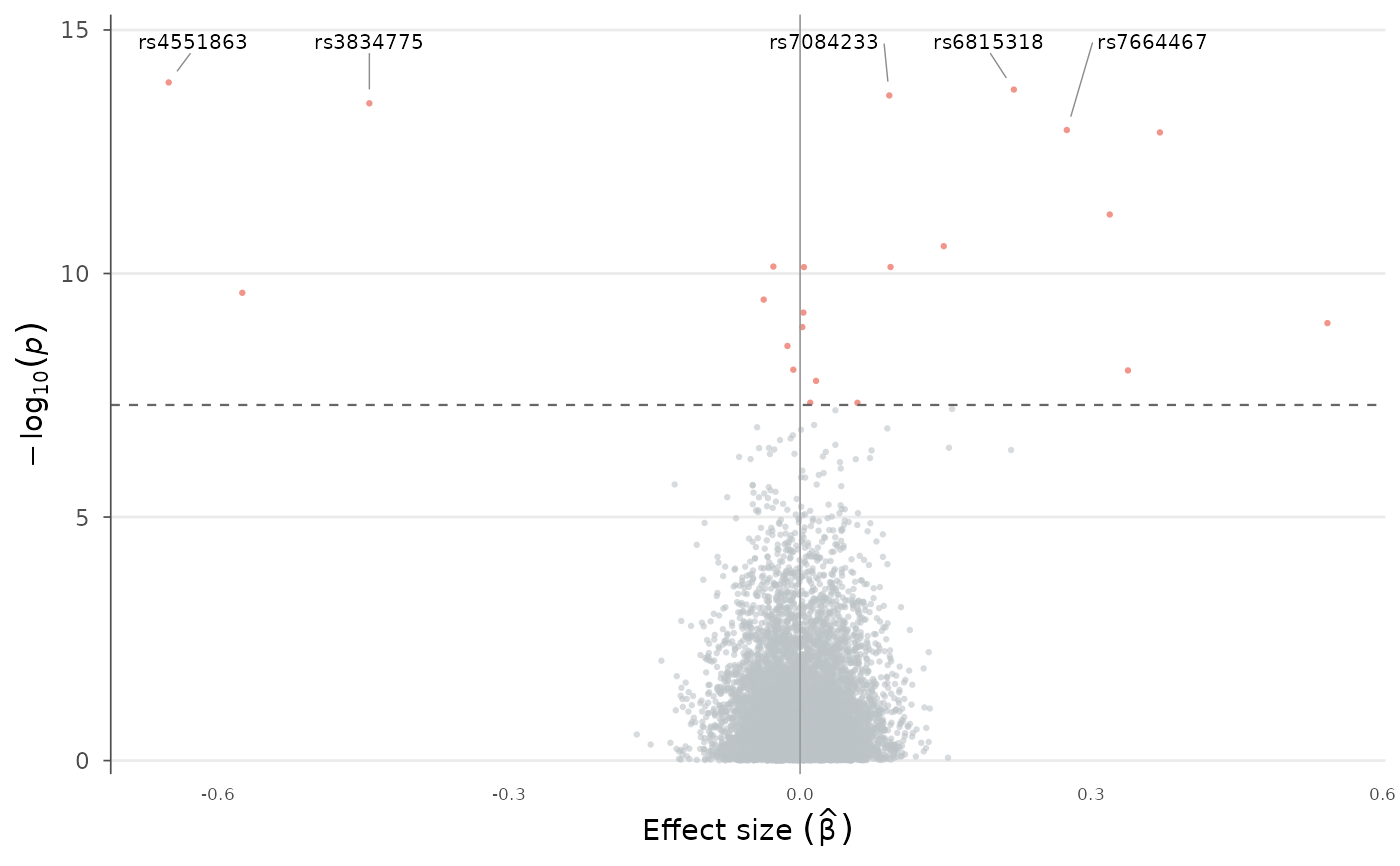 15
rs4551863 rs3834775 rs7084233 rs6815318 rs7664467
10
5
0
−log₁₀(p)
-0.6 -0.3 0.0 0.3 0.6
Effect size (β̂)